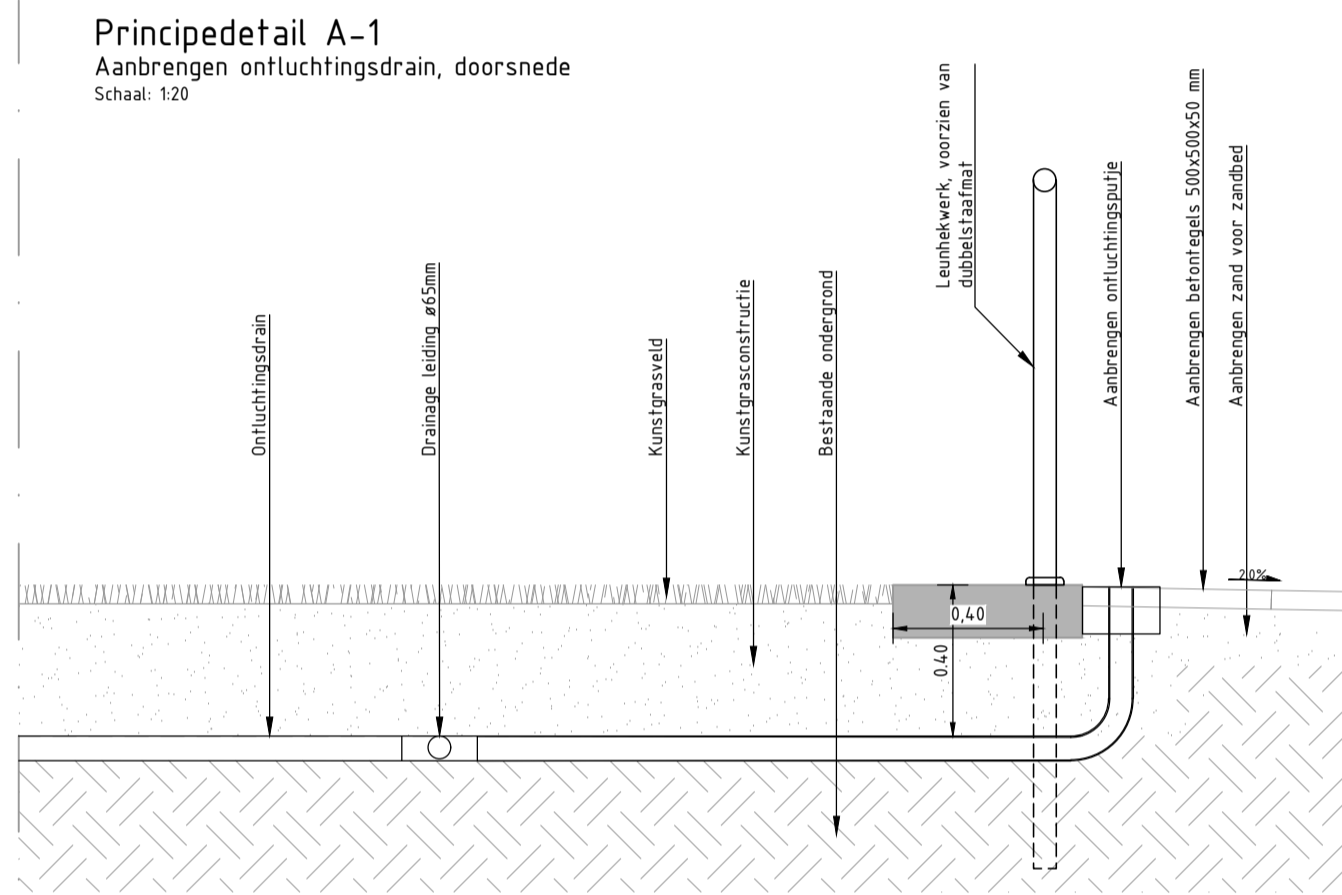 Principedetail A-1
Aanbrengen ontluchtingsdrain, doorsnede
Schaal: 1:20
Ontluchtingsdrain
Drainage leiding ø65mm
Kunstgrasveld
Kunstgrasconstructie
Bestaande ondergrond
Leunhekwerk, voorzien van
dubbelstaafmat
Aanbrengen ontluchtingsputje
Aanbrengen betontegels 500x500x50 mm
Aanbrengen zand voor zandbed
2.0%
0,40
0.40